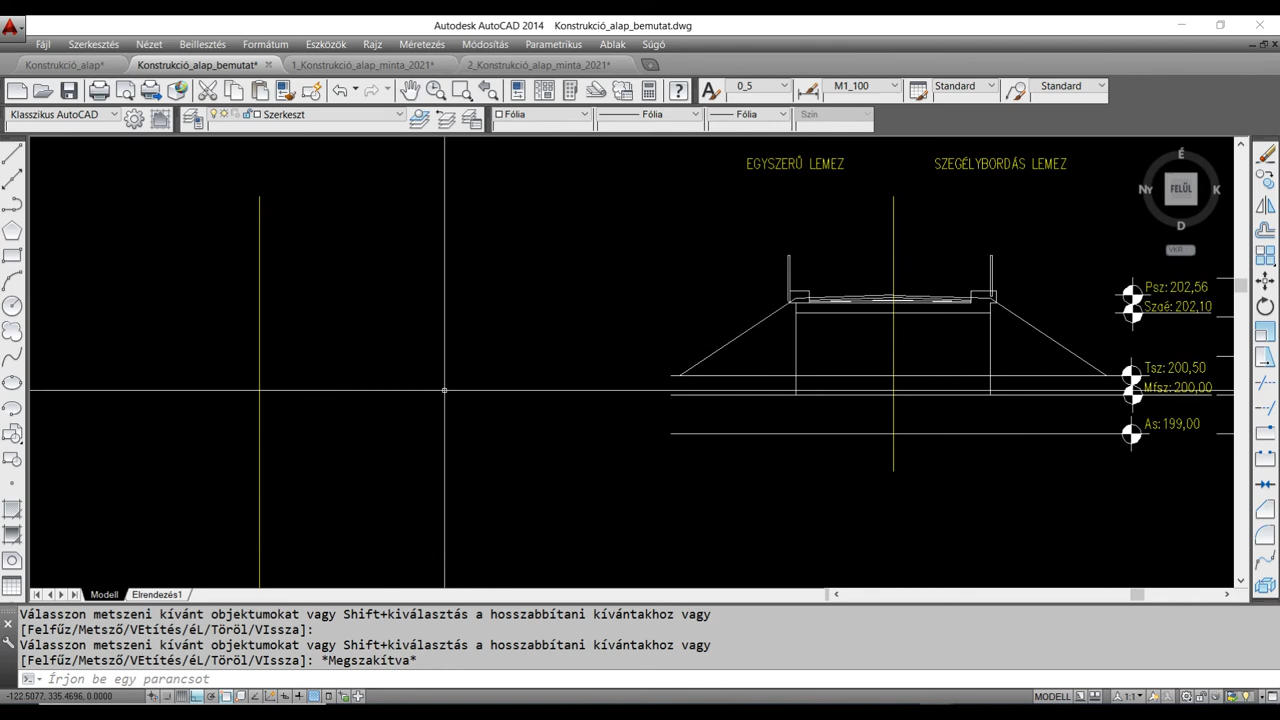 Autodesk AutoCAD 2014 Konstrukció_alap_bemutat.dwg
Fájl Szerkesztés Nézet Beillesztés Formátum Eszközök Rajz Méretezés Módosítás Parametrikus Ablak Súgó
Konstrukció_alap* Konstrukció_alap_bemutat* 1_Konstrukció_alap_minta_2021* 2_Konstrukció_alap_minta_2021*
0_5 M1_100 Standard Standard
Klasszikus AutoCAD Szerkeszt Fólia Fólia Fólia Szín
EGYSZERŰ LEMEZ SZEGÉLYBORDÁS LEMEZ
É
NY FELÜL K
D
VKR
Psz: 202,56
Szaé: 202,10
Tsz: 200,50
Mfsz: 200,00
As: 199,00
Modell Elrendezés1
Válasszon metszeni kívánt objektumokat vagy Shift+kiválasztás a hosszabbítani kívántakhoz vagy
[Felfűz/Metsző/VEtítés/éL/Töröl/VIssza]:
Válasszon metszeni kívánt objektumokat vagy Shift+kiválasztás a hosszabbítani kívántakhoz vagy
[Felfűz/Metsző/VEtítés/éL/Töröl/VIssza]: *Megszakítva*
Írjon be egy parancsot
-122.5077, 335.4696, 0.0000 MODELL 1:1